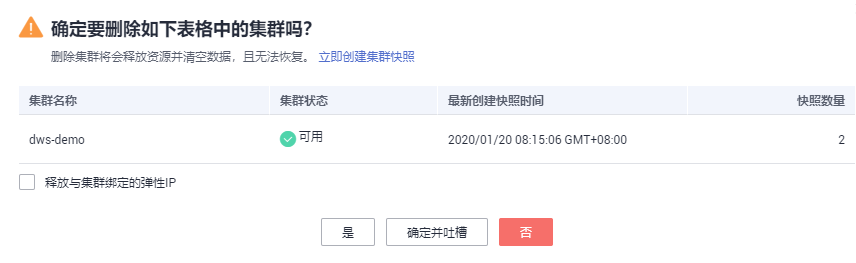 确定要删除如下表格中的集群吗?
删除集群将会释放资源并清空数据，且无法恢复。 立即创建集群快照
集群名称 集群状态 最新创建快照时间 快照数量
dws-demo 可用 2020/01/20 08:15:06 GMT+08:00 2
释放与集群绑定的弹性IP
是 确定并吐槽 否